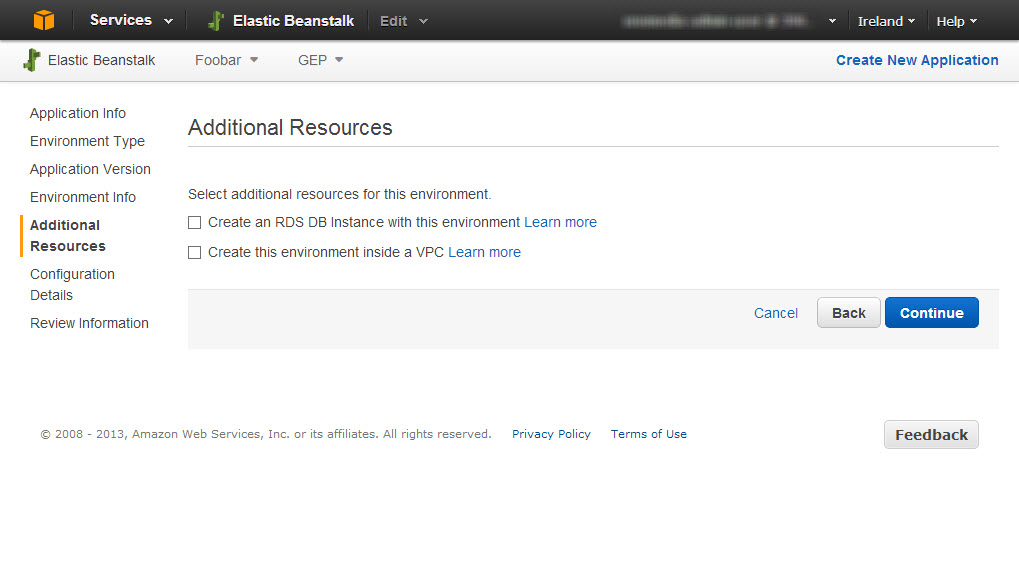 Services Elastic Beanstalk Edit Ireland Help
Elastic Beanstalk Foobar GEP Create New Application
Application Info
Environment Type
Application Version
Environment Info
Additional
Resources
Configuration
Details
Review Information
Additional Resources
Select additional resources for this environment.
Create an RDS DB Instance with this environment Learn more
Create this environment inside a VPC Learn more
Cancel Back Continue
© 2008 - 2013, Amazon Web Services, Inc. or its affiliates. All rights reserved. Privacy Policy Terms of Use Feedback